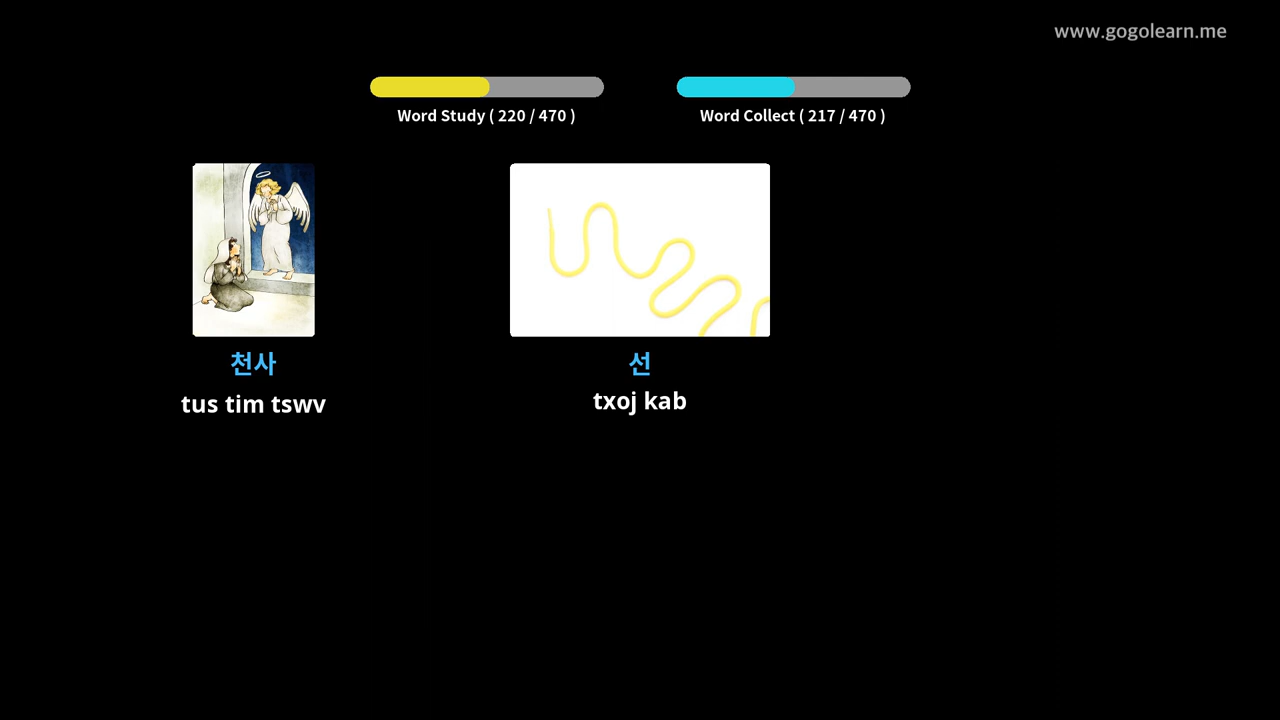 www.gogolearn.me
Word Study ( 220 / 470 )
Word Collect ( 217 / 470 )
천사
tus tim tswv
선
txoj kab